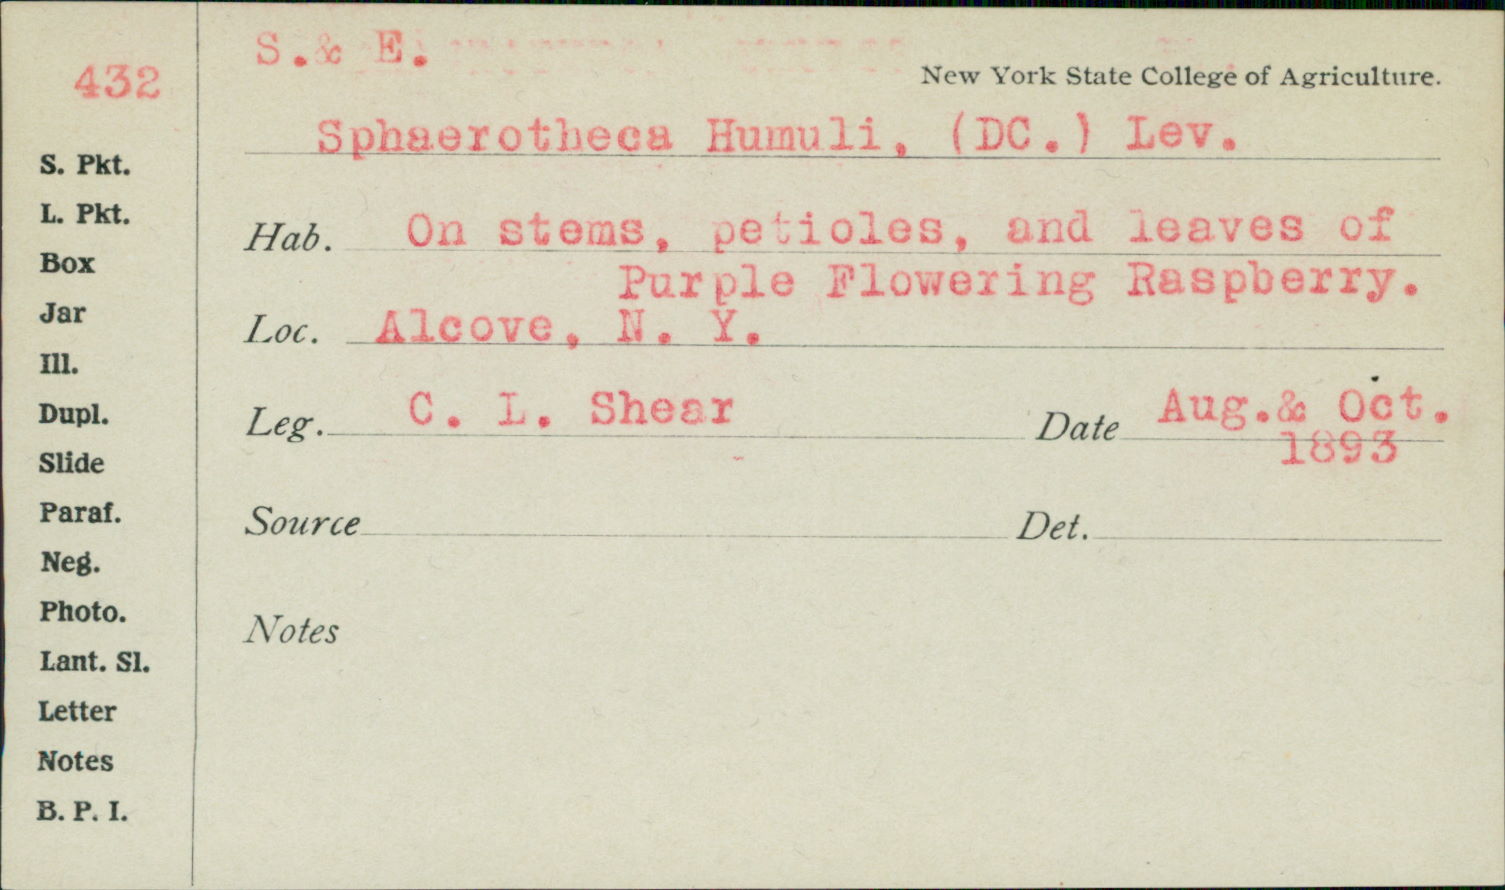 432
S.& E.
New York State College of Agriculture.
Sphaerotheca Humuli, (DC.) Lev.
Hab. On stems, petioles, and leaves of
Purple Flowering Raspberry.
Loc. Alcove, N. Y.
Leg. C. L. Shear Date Aug.& Oct.
1893
Source Det.
Notes
S. Pkt.
L. Pkt.
Box
Jar
Ill.
Dupl.
Slide
Paraf.
Neg.
Photo.
Lant. Sl.
Letter
Notes
B. P. I.